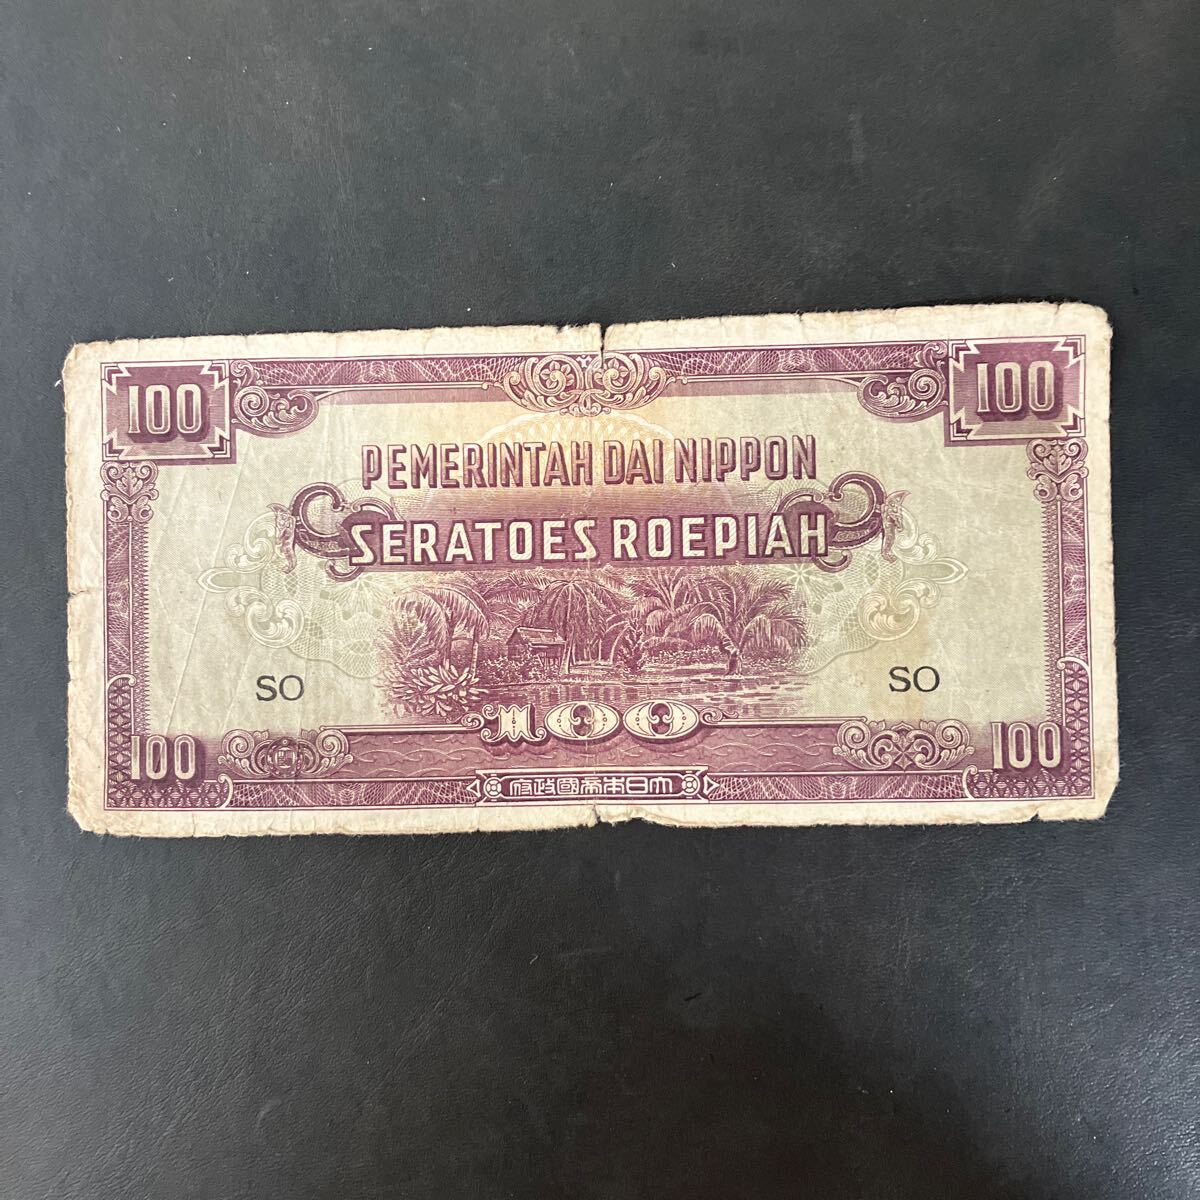 100 100
PEMERINTAH DAI NIPPON
SERATOES ROEPIAH
SO SO
100
100 100
府政國帝本日大